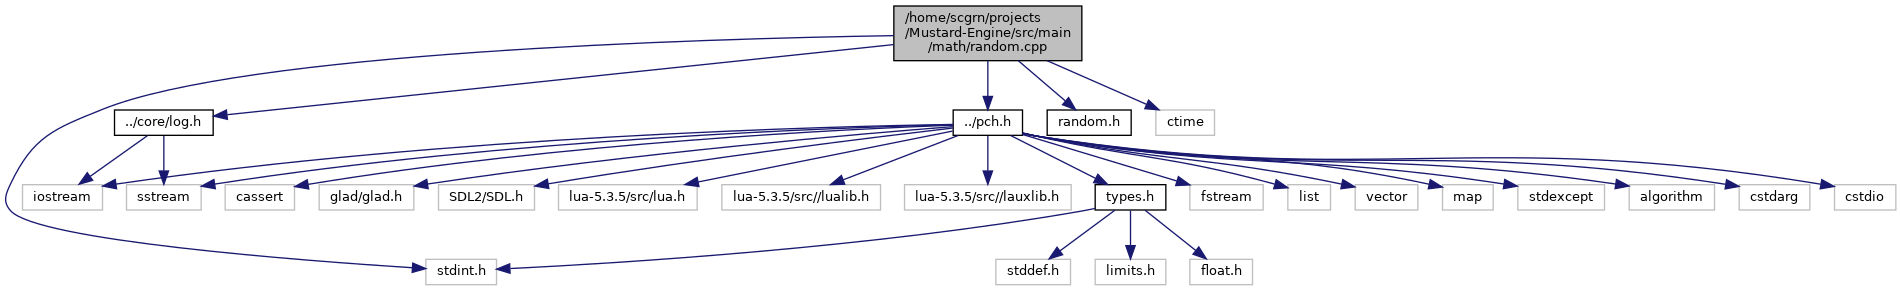 /home/scgrn/projects
/Mustard-Engine/src/main
/math/random.cpp
../core/log.h
../pch.h
random.h
ctime
iostream
sstream
cassert
glad/glad.h
SDL2/SDL.h
lua-5.3.5/src/lua.h
lua-5.3.5/src//lualib.h
lua-5.3.5/src//lauxlib.h
types.h
fstream
list
vector
map
stdexcept
algorithm
cstdarg
cstdio
stdint.h
stddef.h
limits.h
float.h